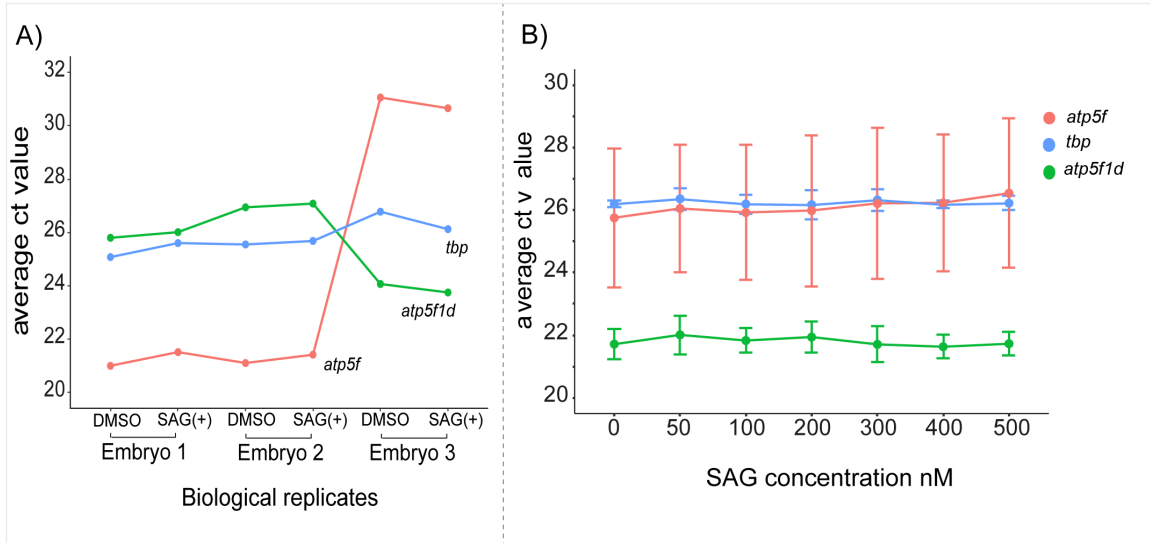 A)
average ct value
32
30
28
26
24
22
20
tbp
atp5f1d
atp5f
DMSO SAG(+) DMSO SAG(+) DMSO SAG(+)
Embryo 1 Embryo 2 Embryo 3
Biological replicates
B)
average ct v alue
30
28
26
24
22
20
0 50 100 200 300 400 500
SAG concentration nM
atp5f
tbp
atp5f1d